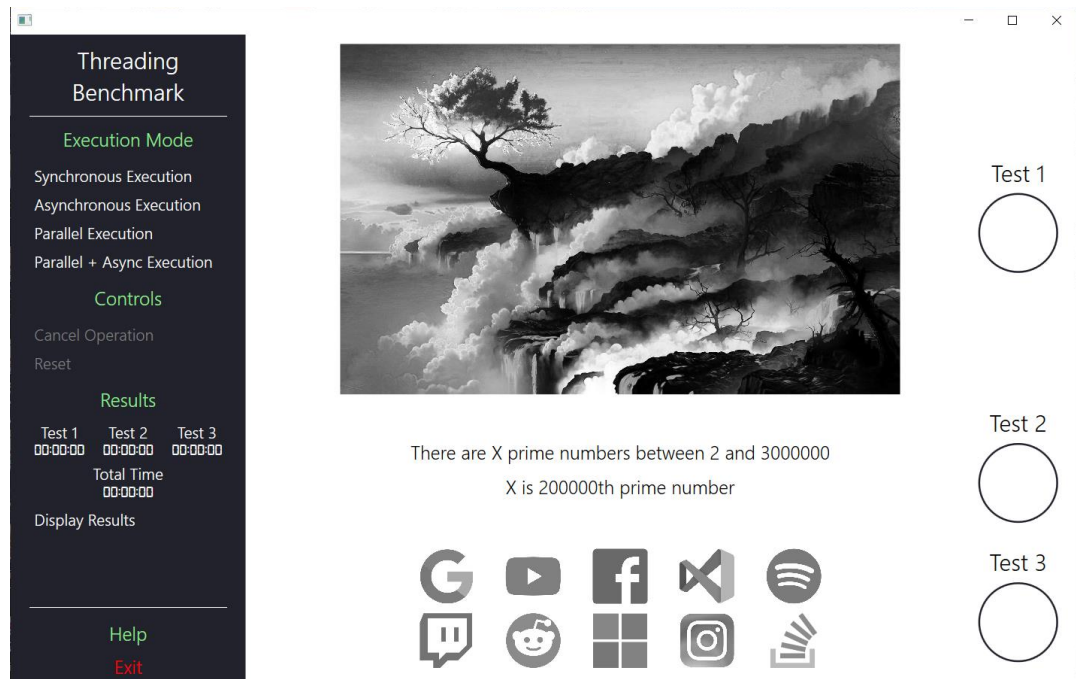 Threading
Benchmark
Execution Mode
Synchronous Execution
Asynchronous Execution
Parallel Execution
Parallel + Async Execution
Controls
Cancel Operation
Reset
Results
Test 1 Test 2 Test 3
00:00:00 00:00:00 00:00:00
Total Time
00:00:00
Display Results
Help
Exit
There are X prime numbers between 2 and 3000000
X is 200000th prime number
Test 1
Test 2
Test 3